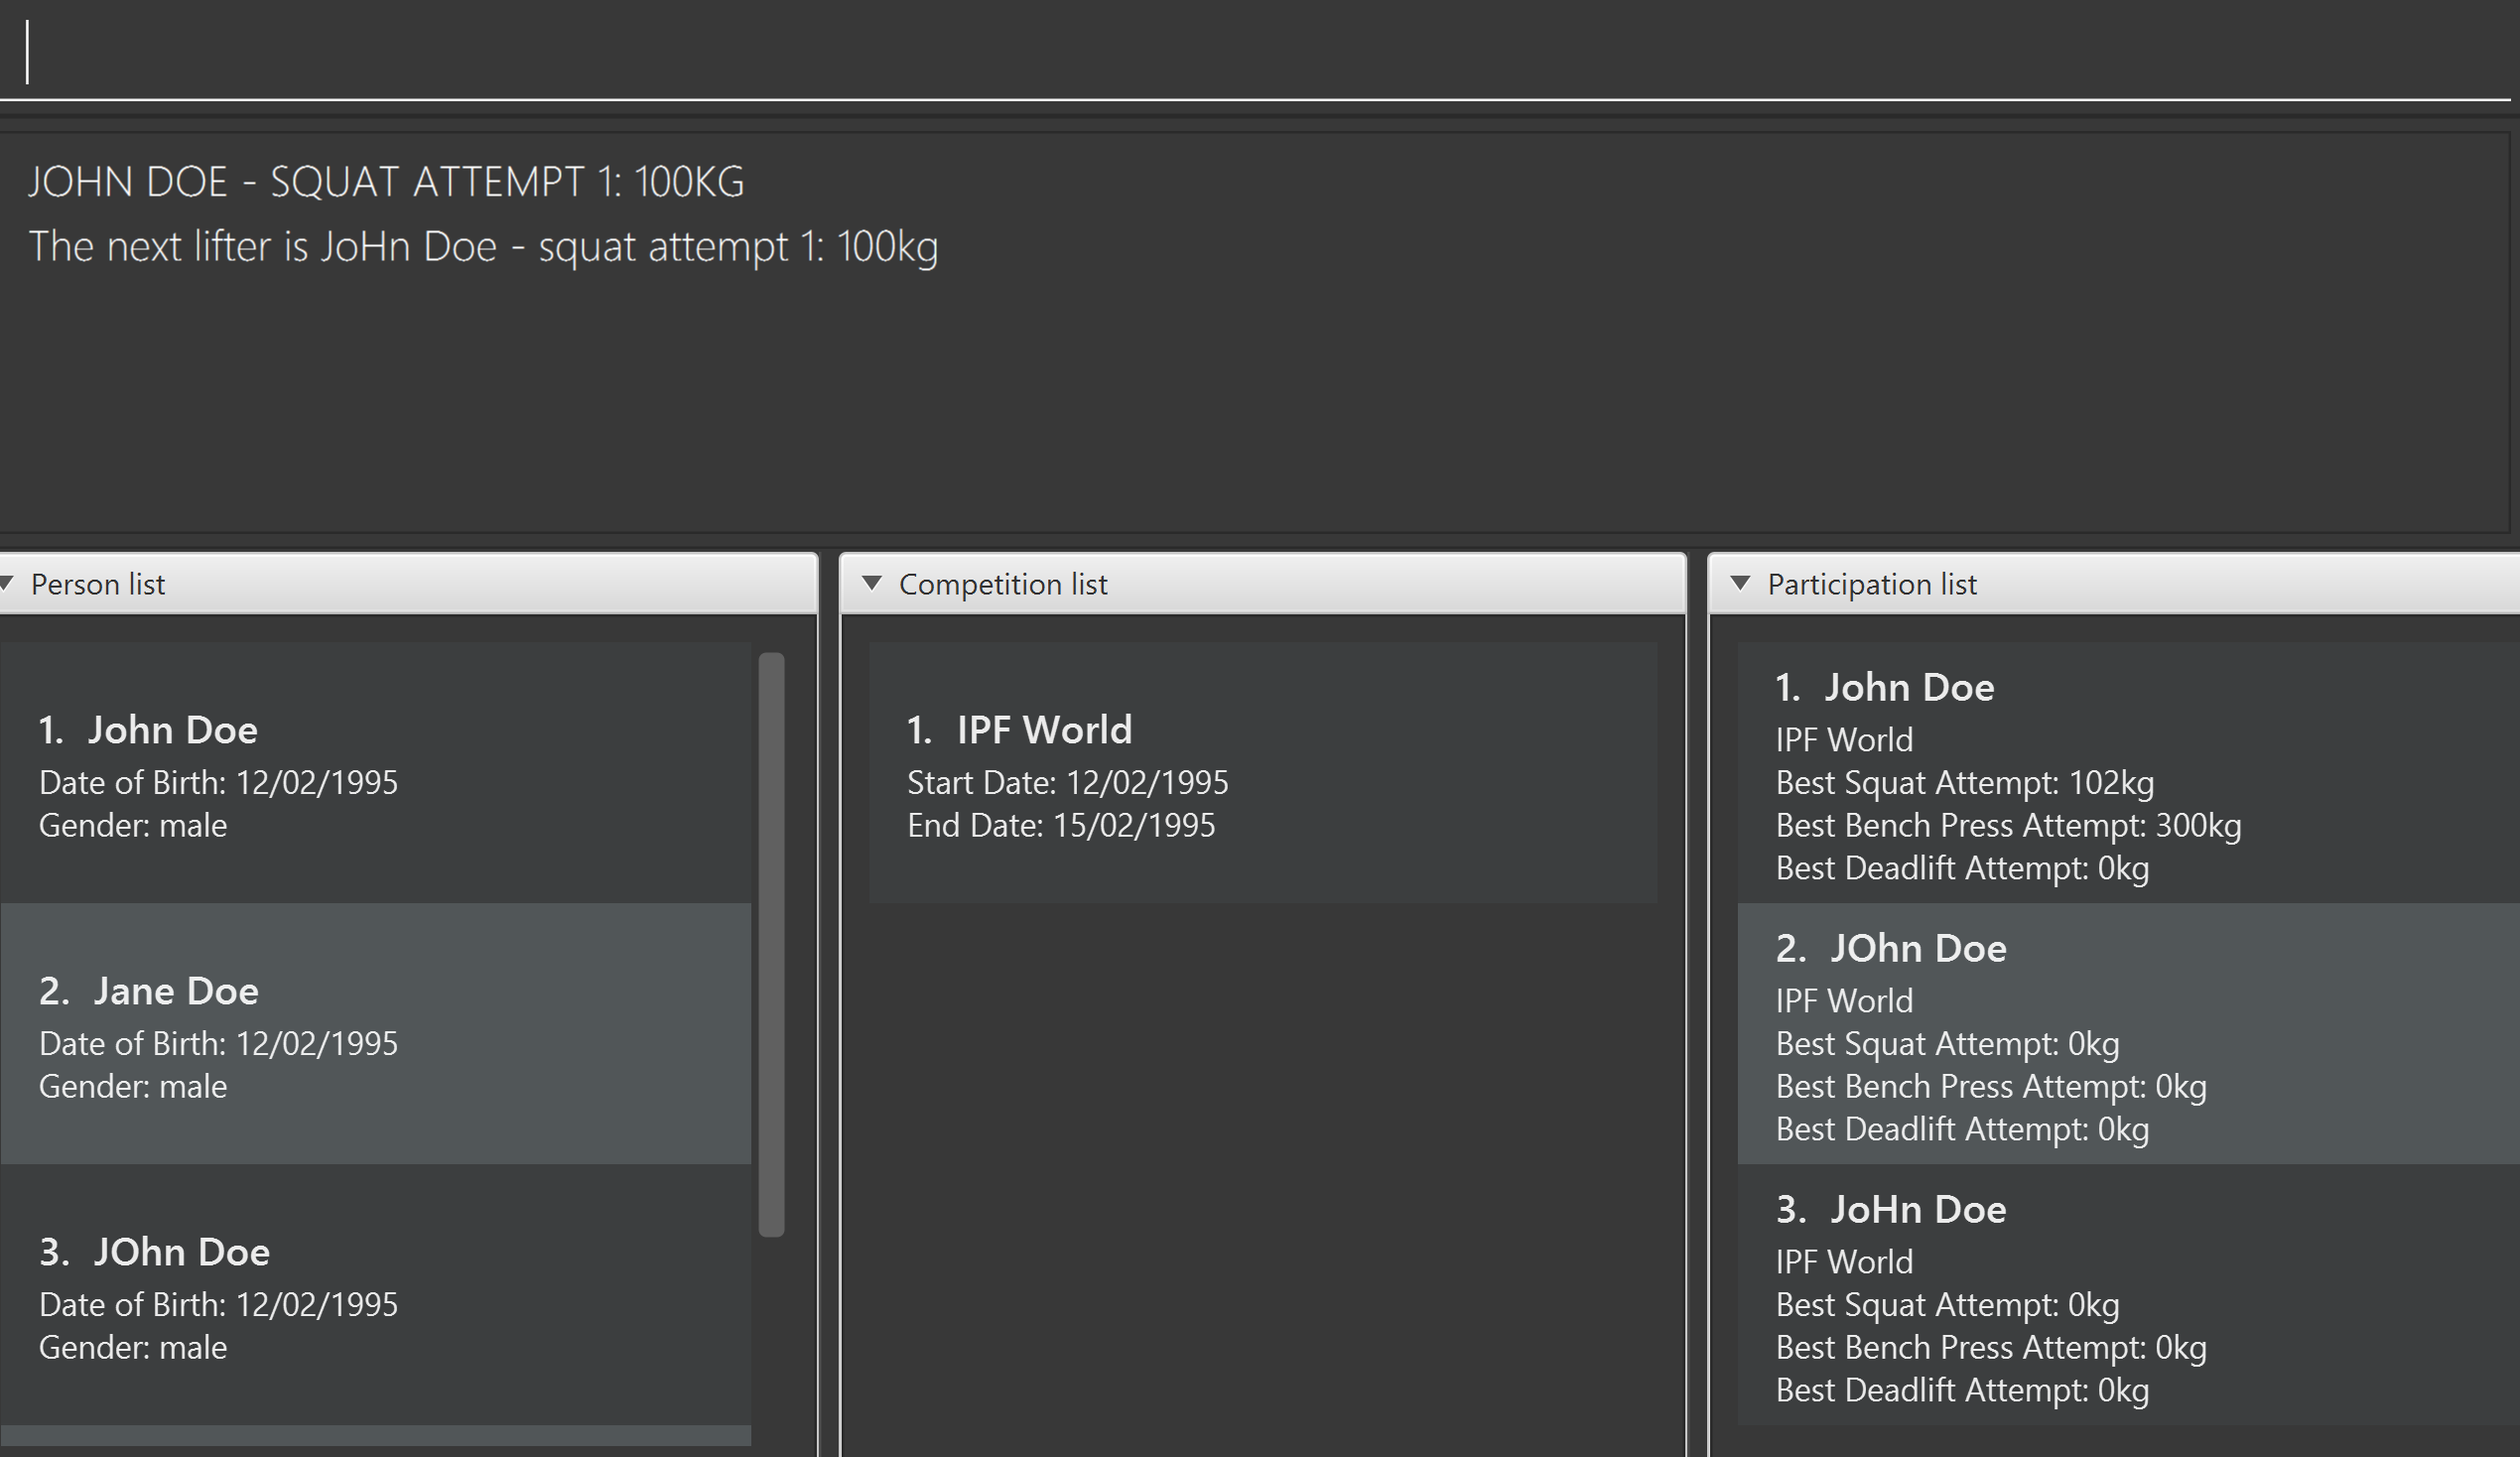 JOHN DOE - SQUAT ATTEMPT 1: 100KG
The next lifter is JoHn Doe - squat attempt 1: 100kg
Person list
1. John Doe
Date of Birth: 12/02/1995
Gender: male
2. Jane Doe
Date of Birth: 12/02/1995
Gender: male
3. JOhn Doe
Date of Birth: 12/02/1995
Gender: male
Competition list
1. IPF World
Start Date: 12/02/1995
End Date: 15/02/1995
Participation list
1. John Doe
IPF World
Best Squat Attempt: 102kg
Best Bench Press Attempt: 300kg
Best Deadlift Attempt: 0kg
2. JOhn Doe
IPF World
Best Squat Attempt: 0kg
Best Bench Press Attempt: 0kg
Best Deadlift Attempt: 0kg
3. JoHn Doe
IPF World
Best Squat Attempt: 0kg
Best Bench Press Attempt: 0kg
Best Deadlift Attempt: 0kg